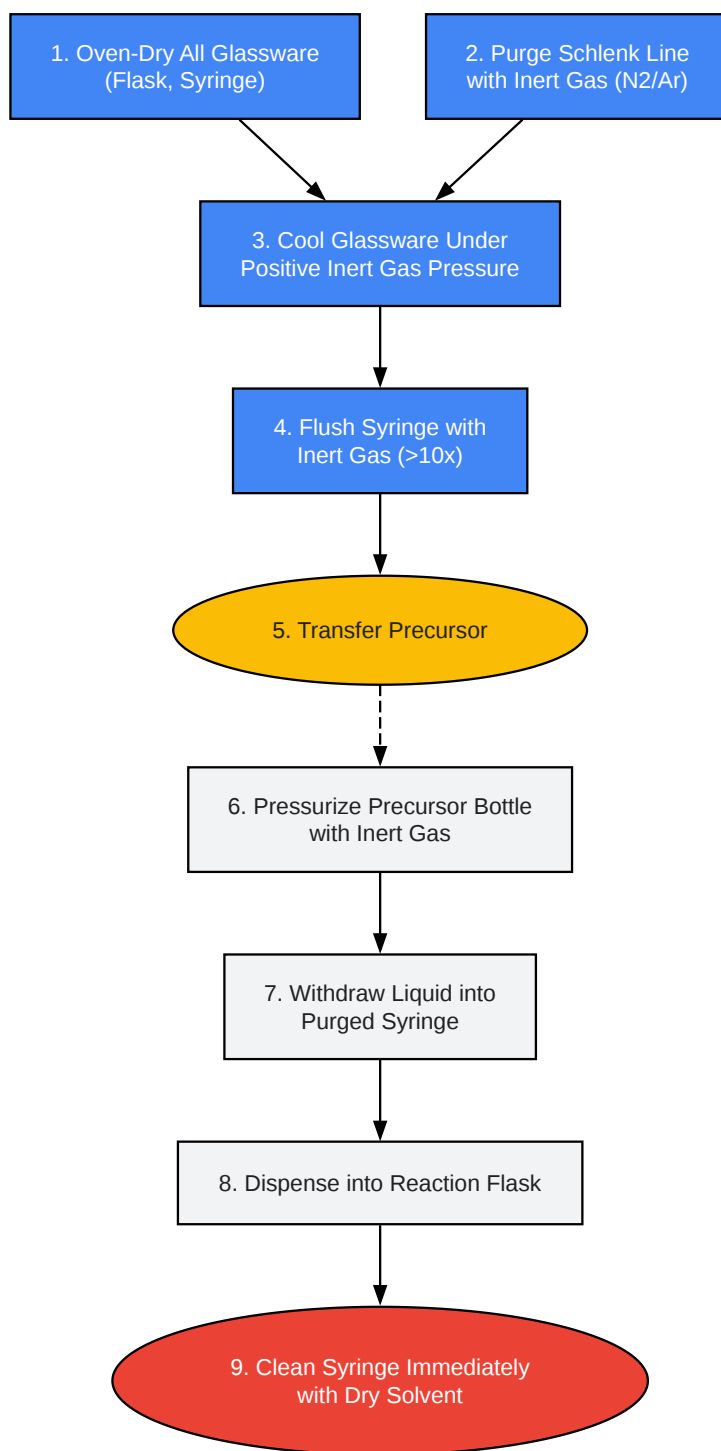 1. Oven-Dry All Glassware
(Flask, Syringe)
2. Purge Schlenk Line
with Inert Gas (N2/Ar)
3. Cool Glassware Under
Positive Inert Gas Pressure
4. Flush Syringe with
Inert Gas (>10x)
5. Transfer Precursor
6. Pressurize Precursor Bottle
with Inert Gas
7. Withdraw Liquid into
Purged Syringe
8. Dispense into Reaction Flask
9. Clean Syringe Immediately
with Dry Solvent